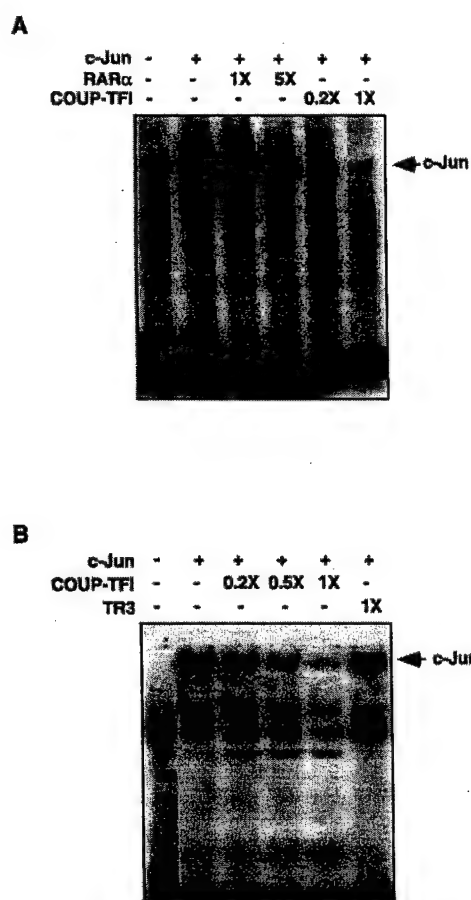 A
c-Jun - + + + + +
RARα - - 1X 5X - -
COUP-TFI - - - - 0.2X 1X
c-Jun
B
c-Jun - + + + + +
COUP-TFI - - 0.2X 0.5X 1X -
TR3 - - - - - 1X
c-Jun